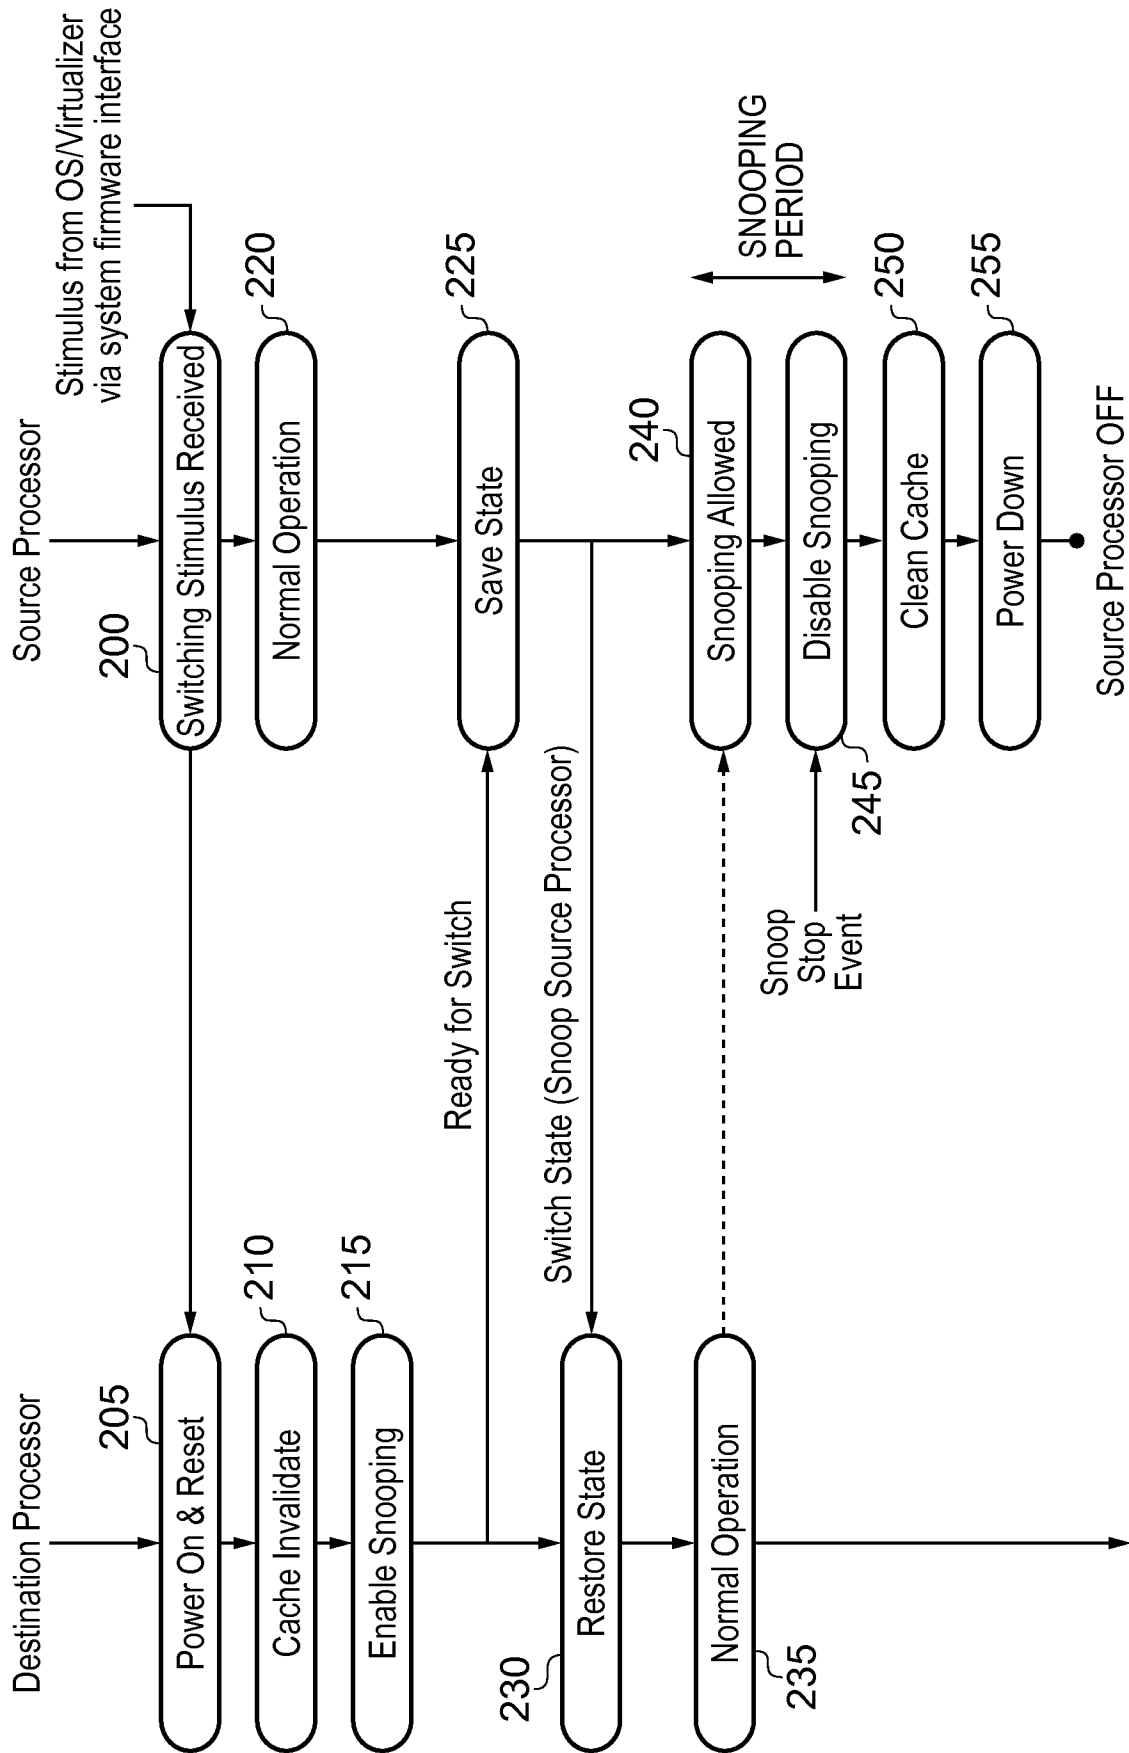 Destination Processor
Source Processor
Stimulus from OS/Virtualizer
via system firmware interface
205
Power On & Reset
200
Switching Stimulus Received
Cache Invalidate
210
Normal Operation
220
Enable Snooping
215
Ready for Switch
Save State
225
Switch State (Snoop Source Processor)
230
Restore State
Normal Operation
235
240
Snooping Allowed
SNOOPING
PERIOD
Snoop
Stop
Event
Disable Snooping
245
Clean Cache
250
Power Down
255
Source Processor OFF